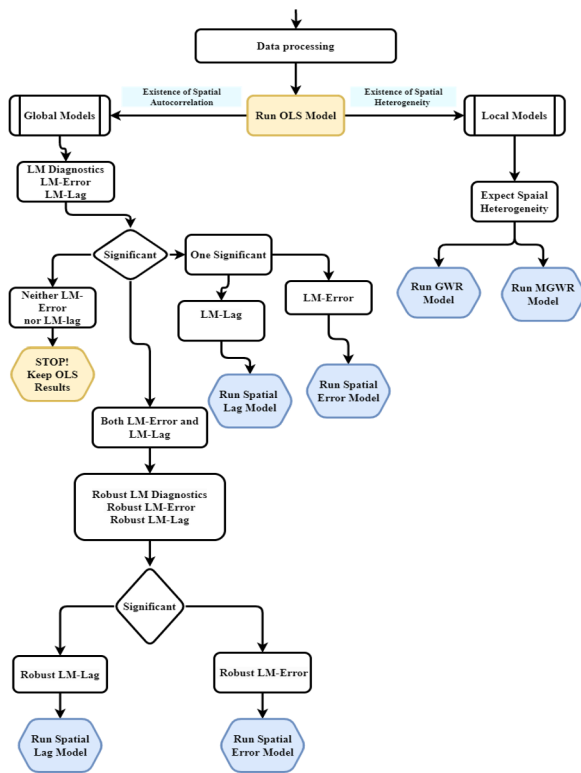 Data processing
Existence of Spatial
Autocorrelation
Existence of Spatial
Heterogeneity
Global Models
Run OLS Model
Local Models
LM Diagnostics
LM-Error
LM-Lag
Expect Spaial
Heterogeneity
Significant
One Significant
Neither LM-
Error
nor LM-lag
LM-Lag
LM-Error
Run GWR
Model
Run MGWR
Model
STOP!
Keep OLS
Results
Run Spatial
Lag Model
Run Spatial
Error Model
Both LM-Error and
LM-Lag
Robust LM Diagnostics
Robust LM-Error
Robust LM-Lag
Significant
Robust LM-Lag
Robust LM-Error
Run Spatial
Lag Model
Run Spatial
Error Model